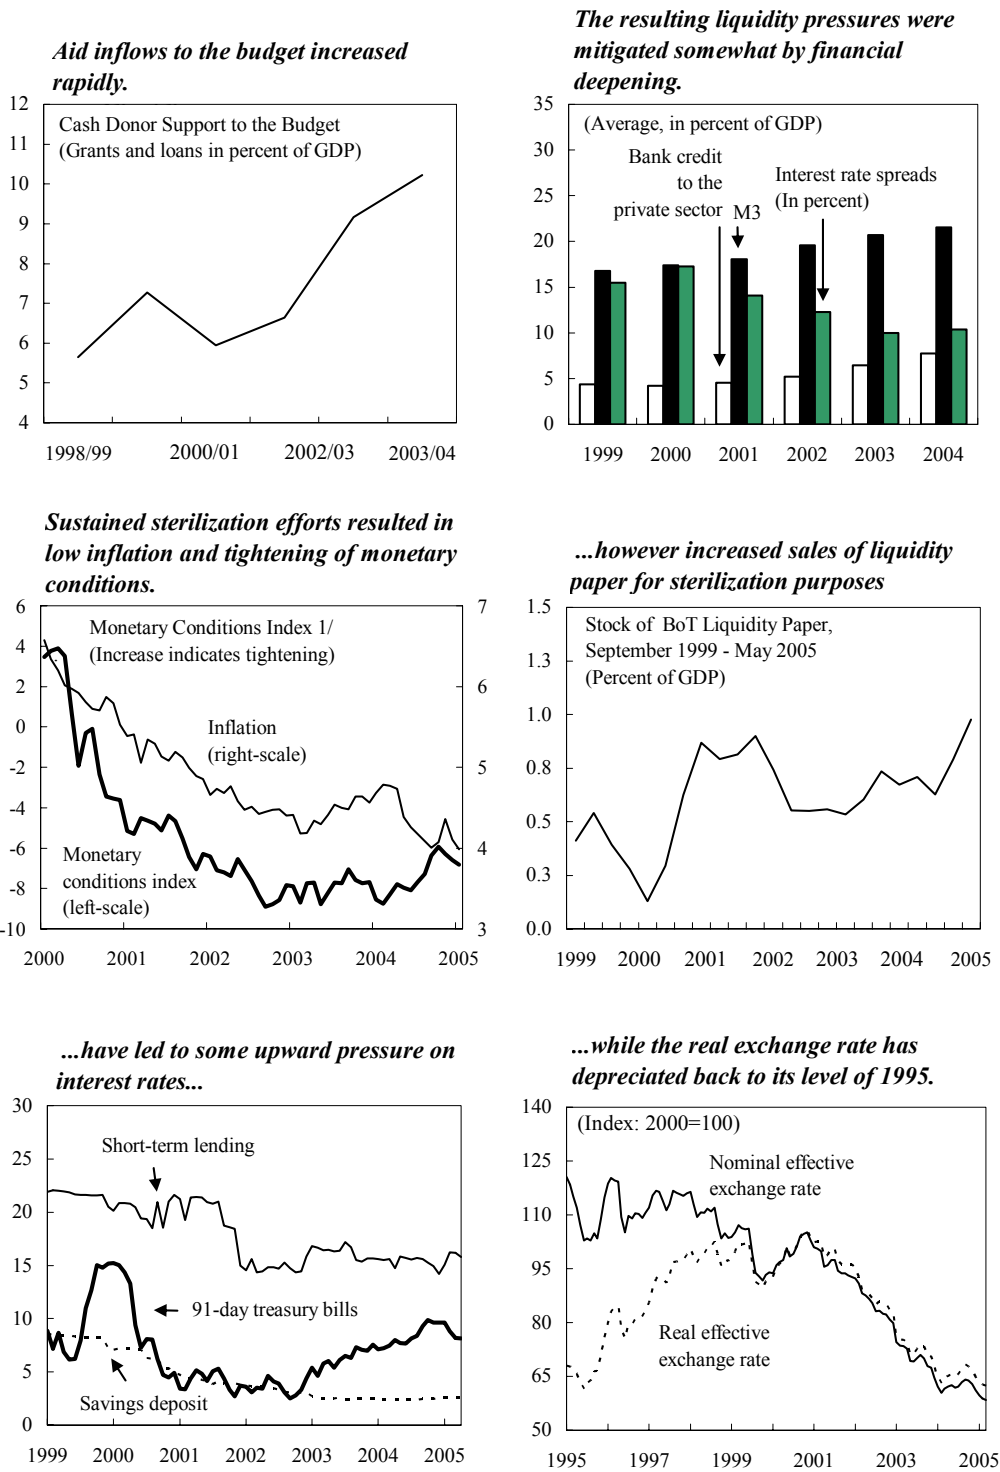 Aid inflows to the budget increased
rapidly.
12
11
10
9
8
7
6
5
4
Cash Donor Support to the Budget
(Grants and loans in percent of GDP)
1998/99 2000/01 2002/03 2003/04
The resulting liquidity pressures were
mitigated somewhat by financial
deepening.
35
30
25
20
15
10
5
0
(Average, in percent of GDP)
Bank credit
to the
private sector
M3
Interest rate spreads
(In percent)
1999 2000 2001 2002 2003 2004
Sustained sterilization efforts resulted in
low inflation and tightening of monetary
conditions.
6
4
2
0
-2
-4
-6
-8
-10
Monetary Conditions Index 1/
(Increase indicates tightening)
Inflation
(right-scale)
Monetary
conditions index
(left-scale)
7
6
5
4
3
2000 2001 2002 2003 2004 2005
...however increased sales of liquidity
paper for sterilization purposes
1.5
1.3
1.0
0.8
0.5
0.3
0.0
Stock of BoT Liquidity Paper,
September 1999 - May 2005
(Percent of GDP)
1999 2000 2001 2002 2003 2004 2005
...have led to some upward pressure on
interest rates...
30
25
20
15
10
5
0
Short-term lending
91-day treasury bills
Savings deposit
1999 2000 2001 2002 2003 2004 2005
...while the real exchange rate has
depreciated back to its level of 1995.
140
125
110
95
80
65
50
(Index: 2000=100)
Nominal effective
exchange rate
Real effective
exchange rate
1995 1997 1999 2001 2003 2005